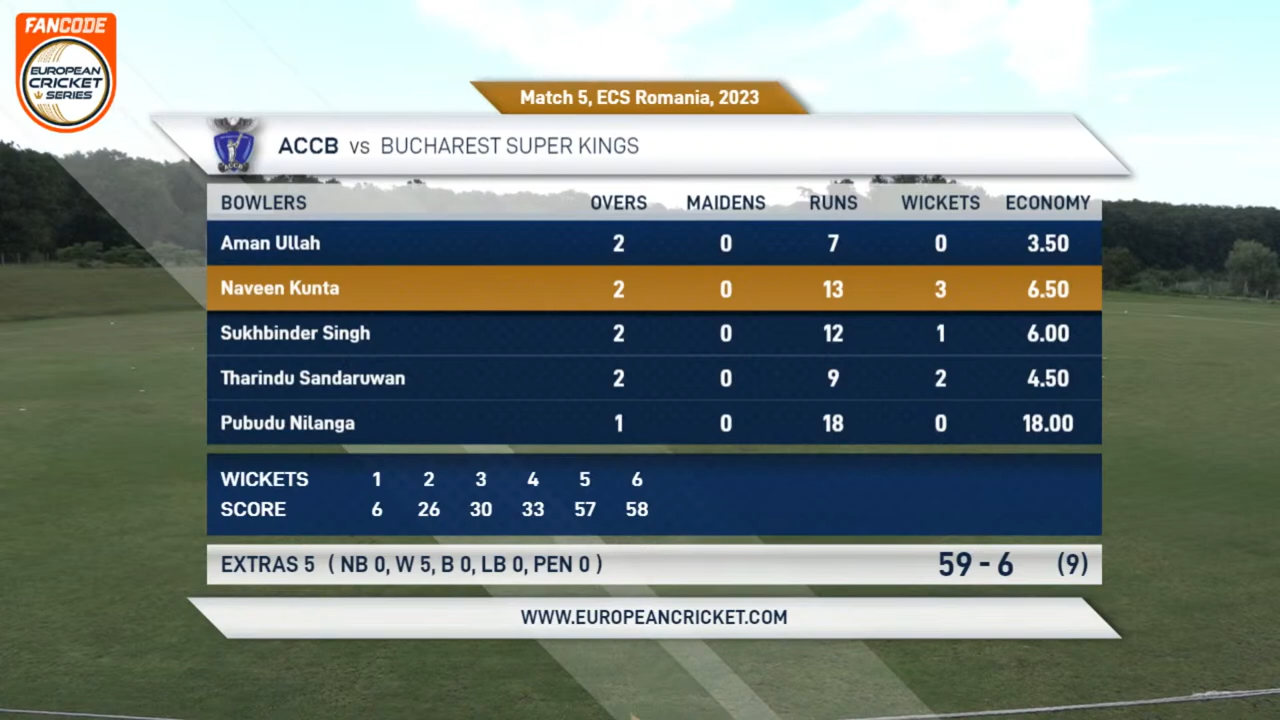 FANCODE
EUROPEAN
CRICKET
SERIES
Match 5, ECS Romania, 2023
ACCB vs BUCHAREST SUPER KINGS
ACCB
BOWLERS OVERS MAIDENS RUNS WICKETS ECONOMY
Aman Ullah 2 0 7 0 3.50
Naveen Kunta 2 0 13 3 6.50
Sukhbinder Singh 2 0 12 1 6.00
Tharindu Sandaruwan 2 0 9 2 4.50
Pubudu Nilanga 1 0 18 0 18.00
WICKETS 1 2 3 4 5 6
SCORE 6 26 30 33 57 58
EXTRAS 5 ( NB 0, W 5, B 0, LB 0, PEN 0 ) 59 - 6 (9)
WWW.EUROPEANCRICKET.COM